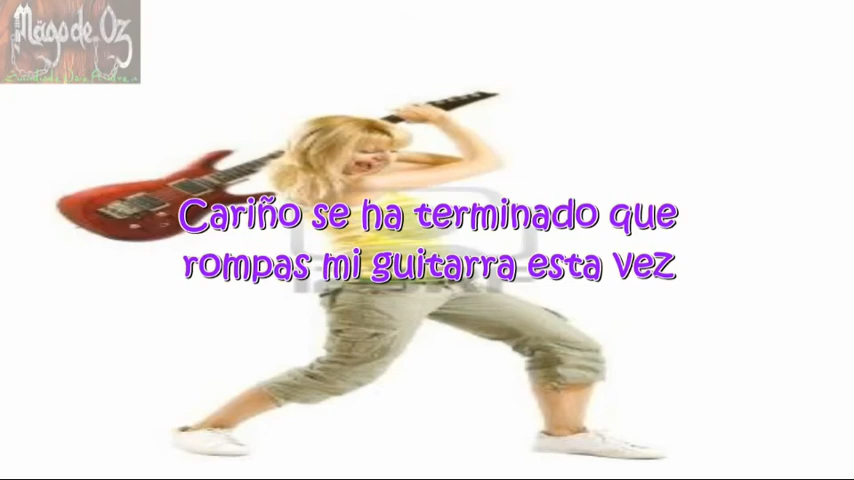 Mägo de Oz
Cariño se ha terminado que
rompas mi guitarra esta vez